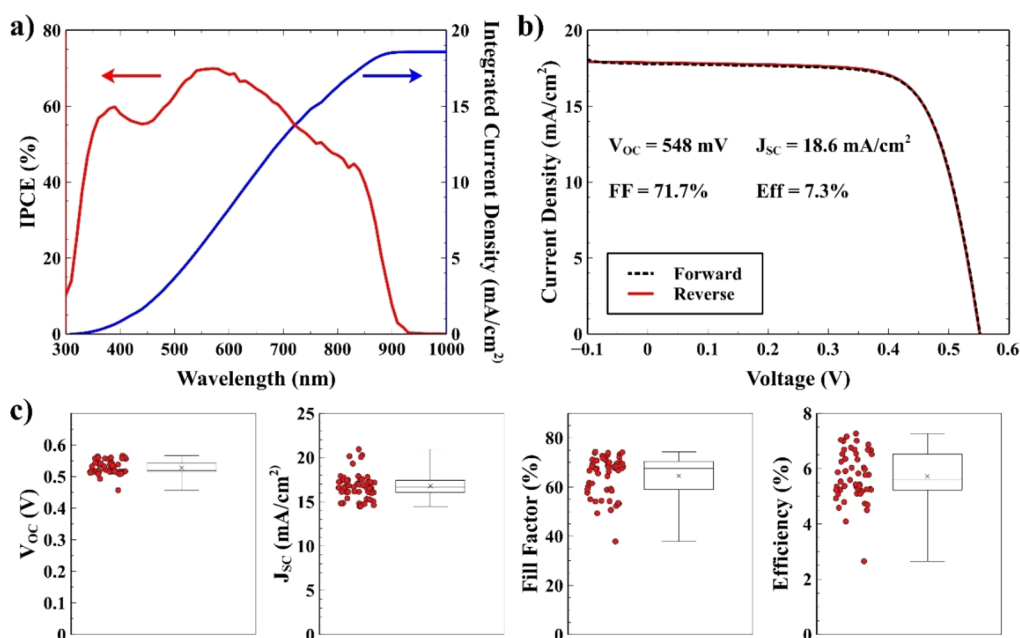 a)
80
60
40
20
0
IPCE (%)
300 400 500 600 700 800 900 1000
Wavelength (nm)
20
15
10
5
0
Integrated Current
Density (mA/cm²)
b)
20
15
10
5
0
Current Density (mA/cm²)
V_OC = 548 mV J_SC = 18.6 mA/cm²
FF = 71.7% Eff = 7.3%
Forward
Reverse
−0.1 0 0.1 0.2 0.3 0.4 0.5 0.6
Voltage (V)
c)
0.6
0.5
0.4
0.3
0.2
0.1
0
V_OC (V)
25
20
15
10
5
0
J_SC (mA/cm²)
80
60
40
20
0
Fill Factor (%)
8
6
4
2
0
Efficiency (%)